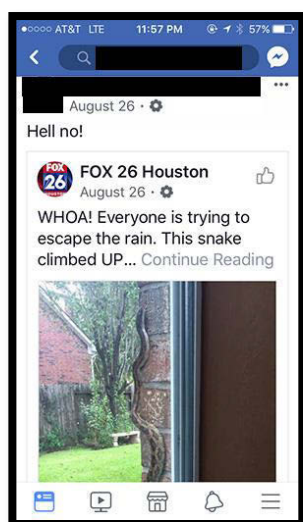 AT&T LTE 11:57 PM 57%
August 26
Hell no!
FOX 26
FOX 26 Houston
August 26
WHOA! Everyone is trying to
escape the rain. This snake
climbed UP... Continue Reading